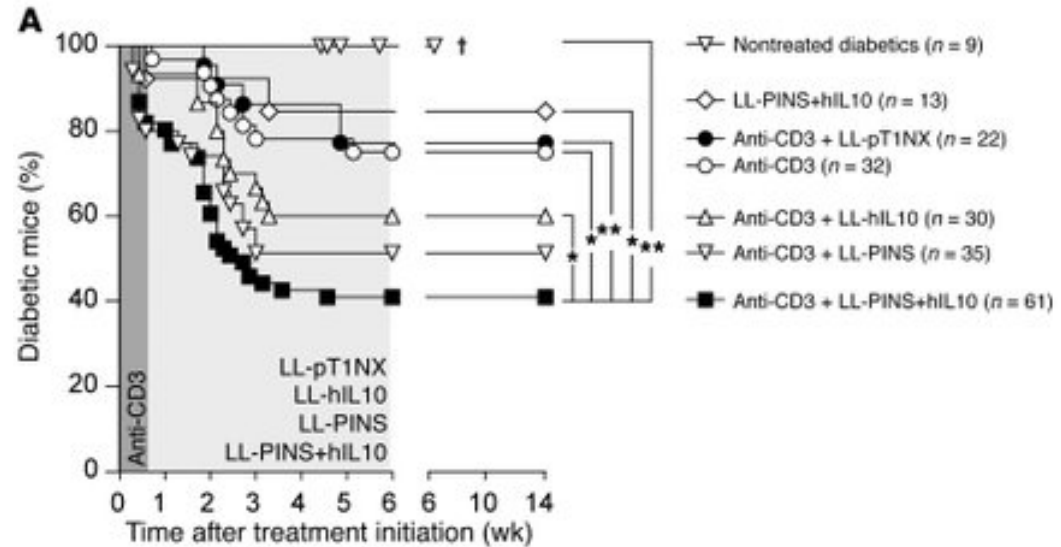 A
100
80
60
40
20
0
Diabetic mice (%)
Anti-CD3
LL-pT1NX
LL-hIL10
LL-PINS
LL-PINS+hIL10
0 1 2 3 4 5 6 6 10 14
Time after treatment initiation (wk)
†
* * ** * **
Nontreated diabetics (n = 9)
LL-PINS+hIL10 (n = 13)
Anti-CD3 + LL-pT1NX (n = 22)
Anti-CD3 (n = 32)
Anti-CD3 + LL-hIL10 (n = 30)
Anti-CD3 + LL-PINS (n = 35)
Anti-CD3 + LL-PINS+hIL10 (n = 61)